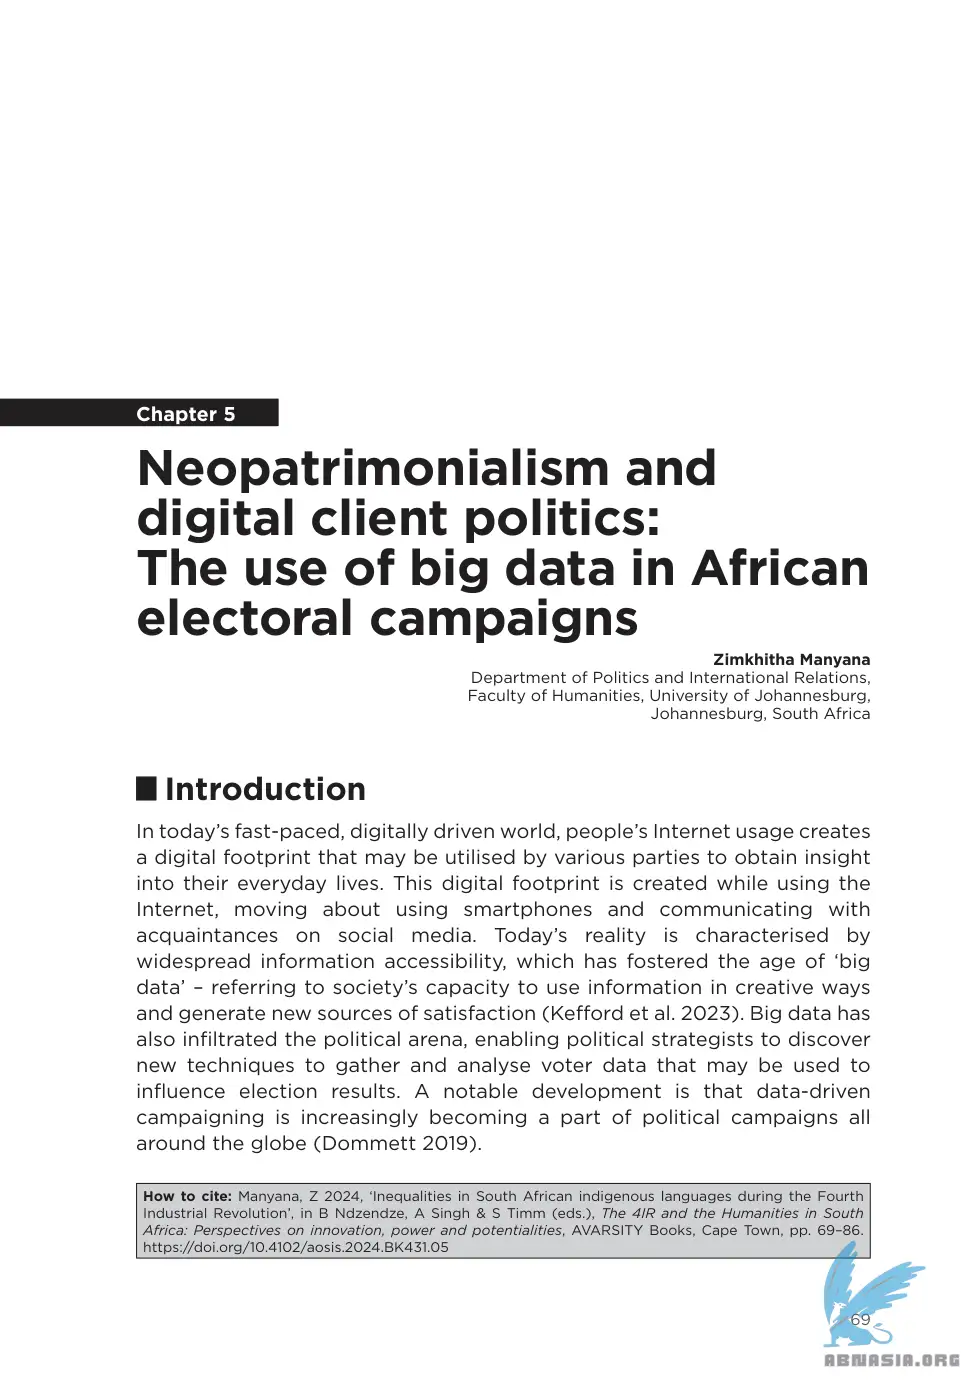 Chapter 5
Neopatrimonialism and
digital client politics:
The use of big data in African
electoral campaigns
Zimkhitha Manyana
Department of Politics and International Relations,
Faculty of Humanities, University of Johannesburg,
Johannesburg, South Africa
Introduction
In today’s fast-paced, digitally driven world, people’s Internet usage creates
a digital footprint that may be utilised by various parties to obtain insight
into their everyday lives. This digital footprint is created while using the
Internet, moving about using smartphones and communicating with
acquaintances on social media. Today’s reality is characterised by
widespread information accessibility, which has fostered the age of ‘big
data’ – referring to society’s capacity to use information in creative ways
and generate new sources of satisfaction (Kefford et al. 2023). Big data has
also infiltrated the political arena, enabling political strategists to discover
new techniques to gather and analyse voter data that may be used to
influence election results. A notable development is that data-driven
campaigning is increasingly becoming a part of political campaigns all
around the globe (Dommett 2019).
How to cite: Manyana, Z 2024, ‘Inequalities in South African indigenous languages during the Fourth
Industrial Revolution’, in B Ndzendze, A Singh & S Timm (eds.), The 4IR and the Humanities in South
Africa: Perspectives on innovation, power and potentialities, AVARSITY Books, Cape Town, pp. 69–86.
https://doi.org/10.4102/aosis.2024.BK431.05
69
ABNASIA.ORG